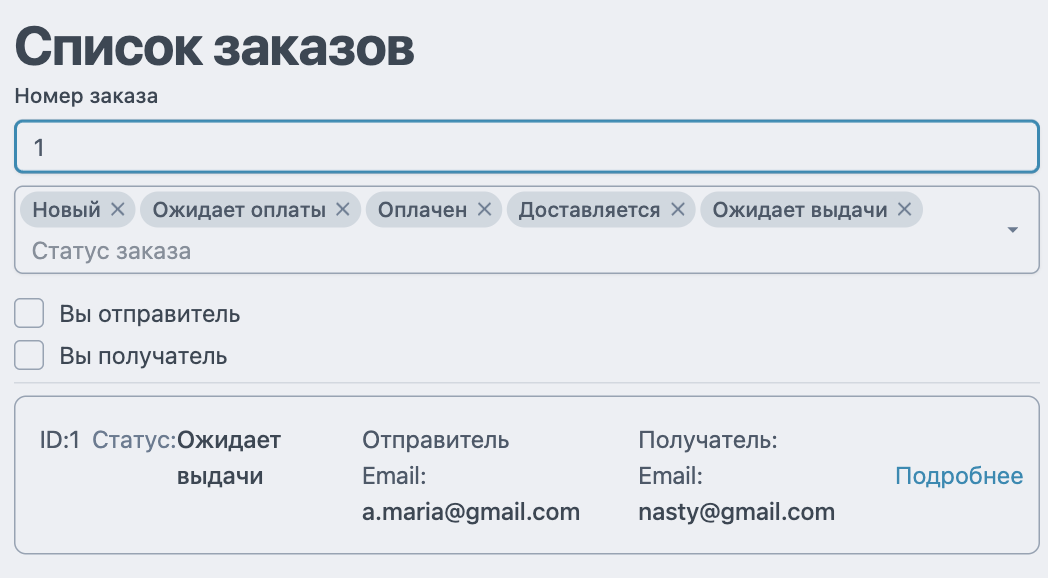 Список заказов
Номер заказа
1
Новый × Ожидает оплаты × Оплачен × Доставляется × Ожидает выдачи ×
Статус заказа
Вы отправитель
Вы получатель
ID:1 Статус:Ожидает выдачи
Отправитель
Email:
a.maria@gmail.com
Получатель:
Email:
nasty@gmail.com
Подробнее